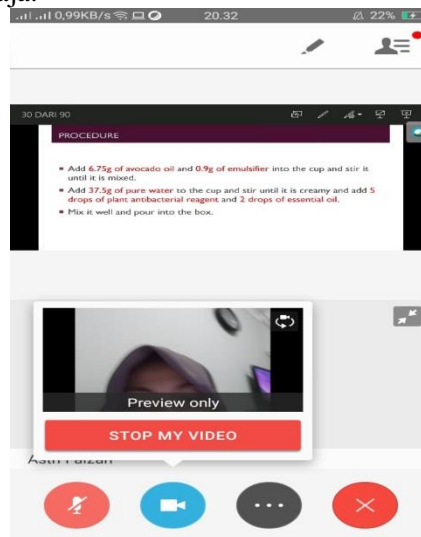 0,99KB/s 20.32 22%
30 DARI 90
PROCEDURE
Add 6.75g of avocado oil and 0.9g of emulsifier into the cup and stir it
until it is mixed.
Add 37.5g of pure water to the cup and stir until it is creamy and add 5
drops of plant antibacterial reagent and 2 drops of essential oil.
Mix it well and pour into the box.
Preview only
STOP MY VIDEO